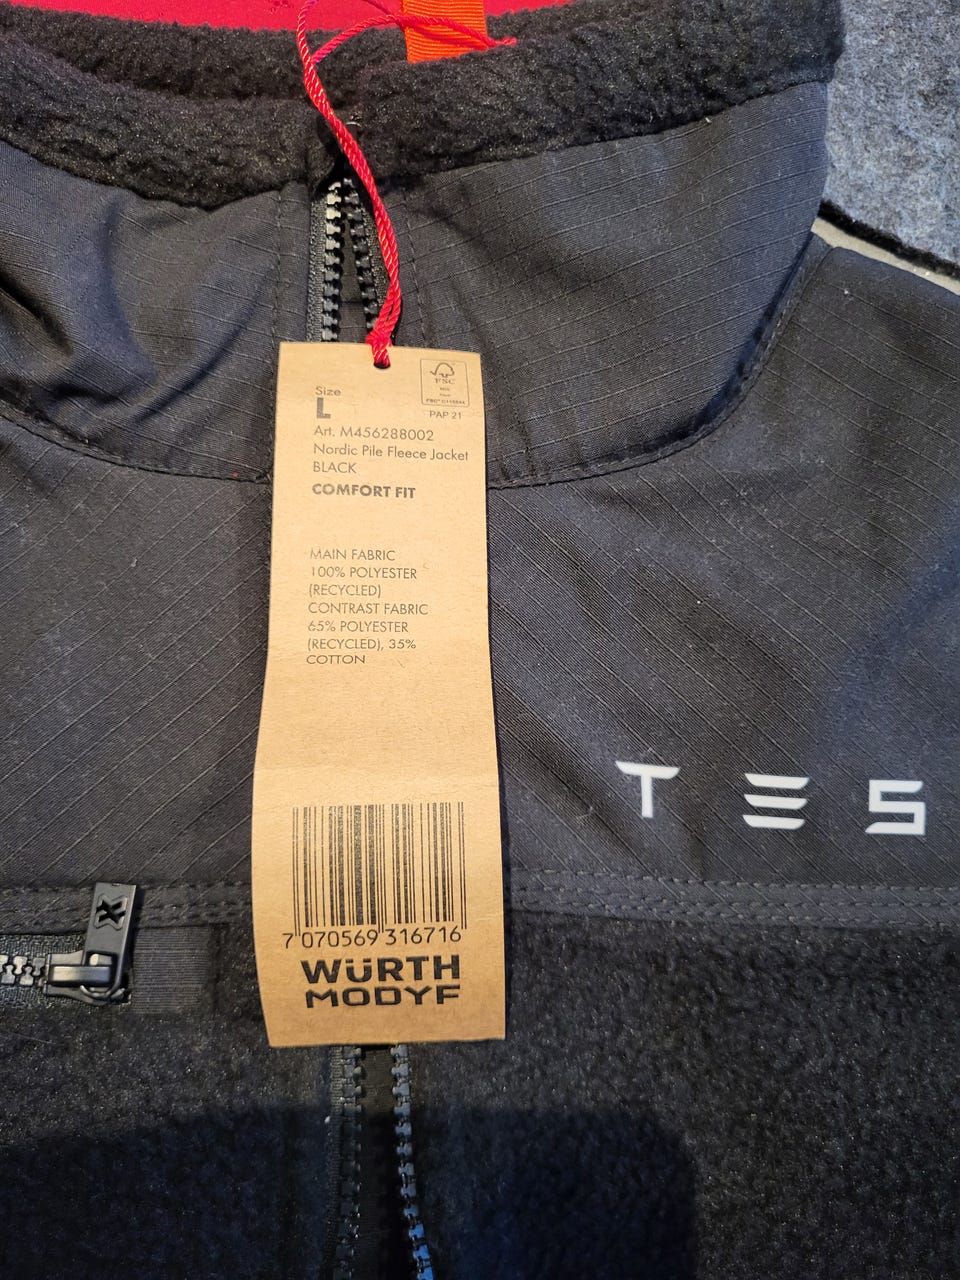 Size
L
FSC
PAP 21
Art. M456288002
Nordic Pile Fleece Jacket
BLACK
COMFORT FIT
MAIN FABRIC
100% POLYESTER
(RECYCLED)
CONTRAST FABRIC
65% POLYESTER
(RECYCLED), 35%
COTTON
7 070569 316716
WÜRTH
MODYF
T E S